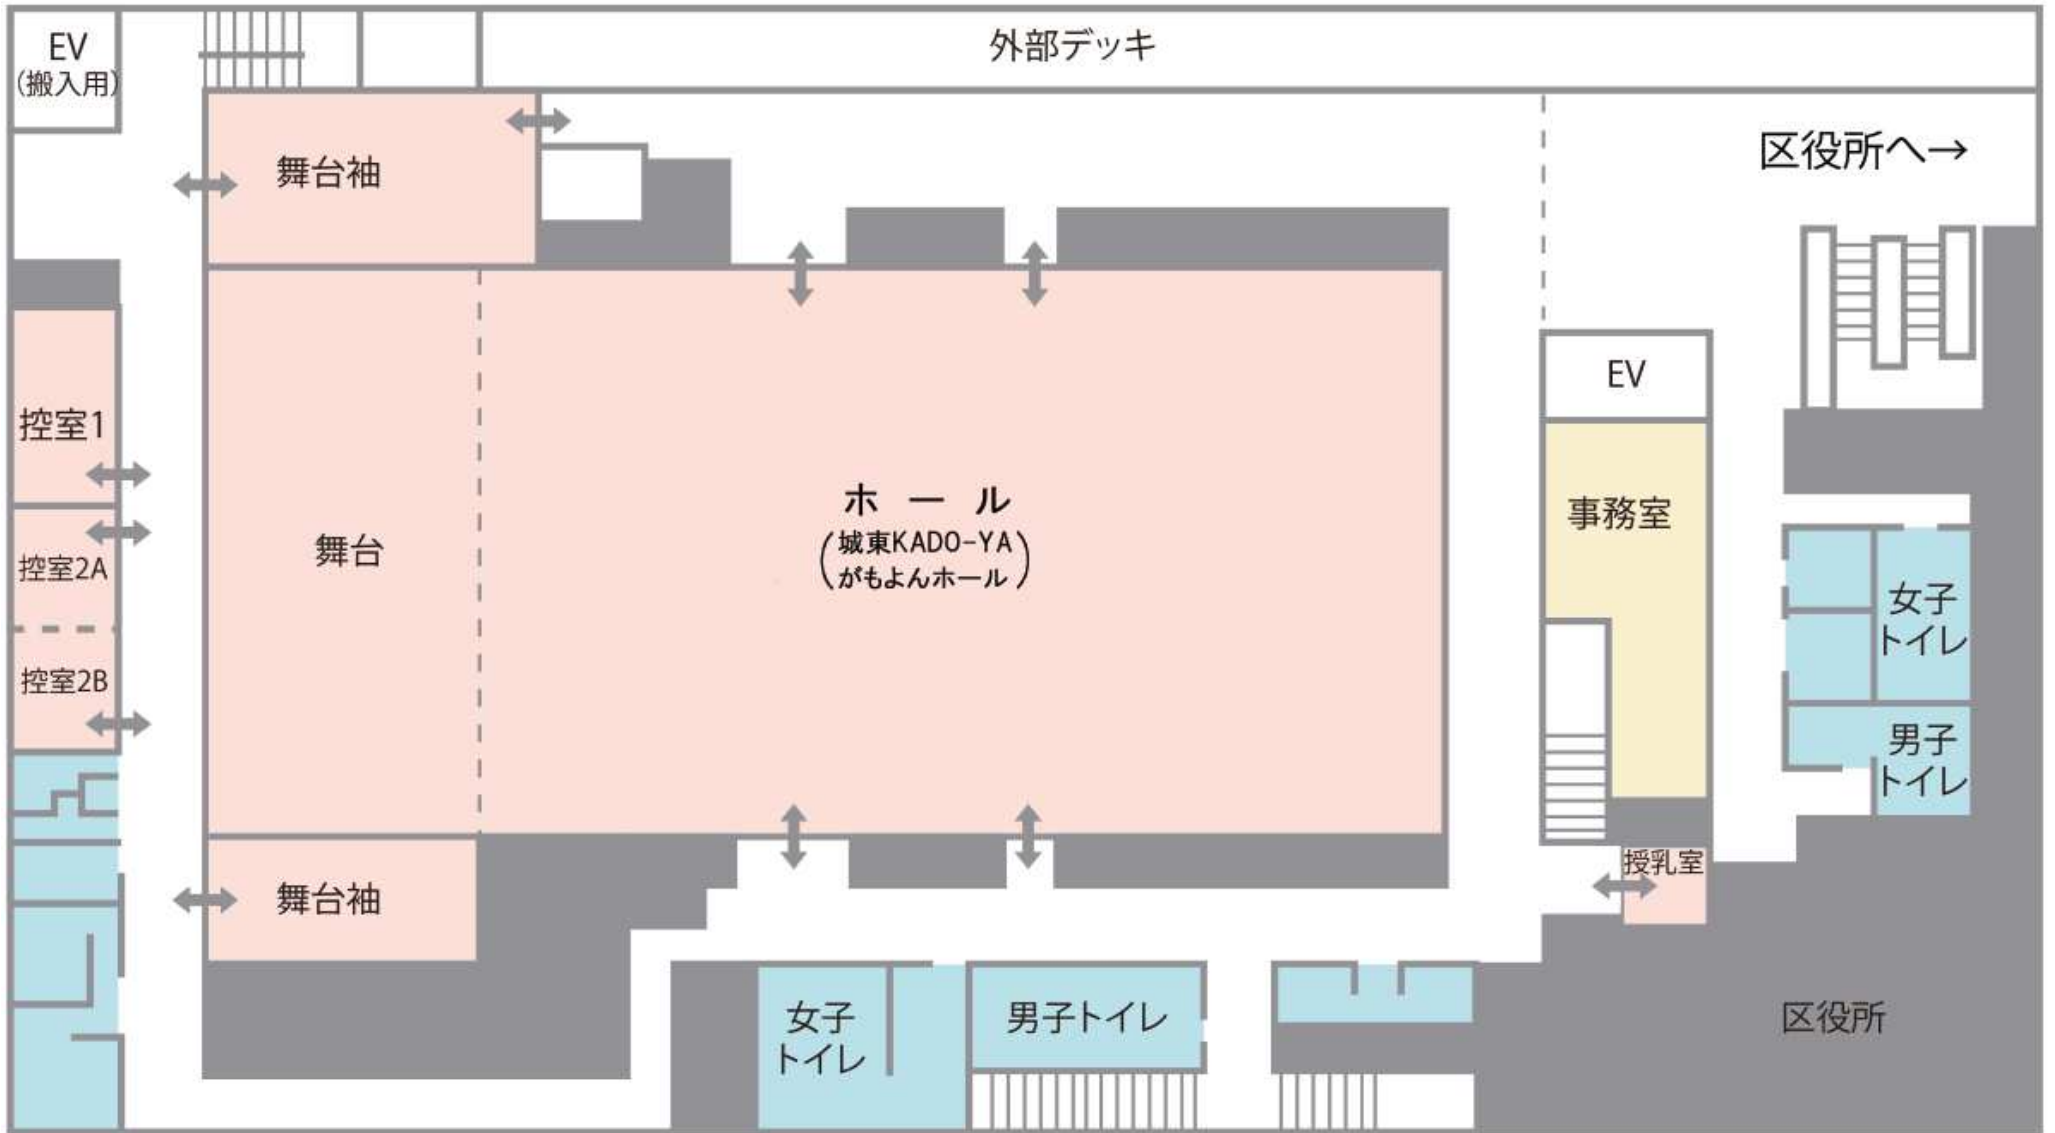 EV
(搬入用)
外部デッキ
舞台袖
区役所へ→
EV
控室1
ホール
(城東KADO-YA
がもよんホール)
事務室
舞台
控室2A
控室2B
女子
トイレ
男子
トイレ
授乳室
舞台袖
女子
トイレ
男子トイレ
区役所